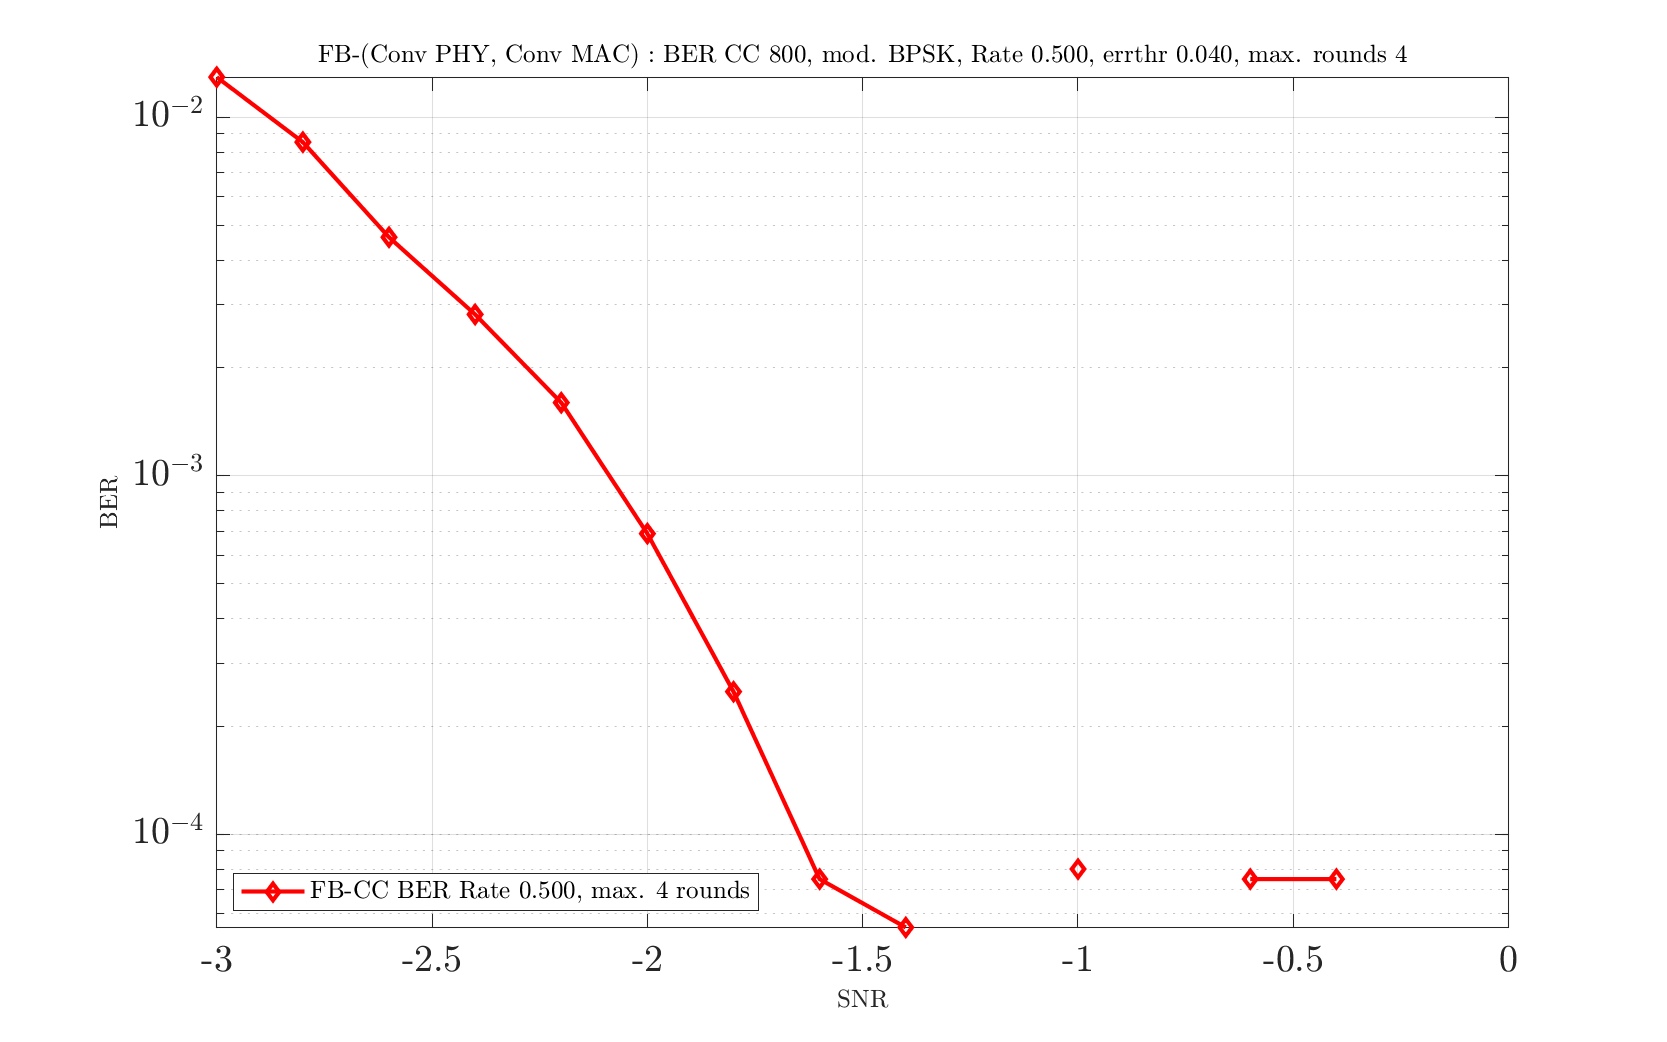 FB-(Conv PHY, Conv MAC) : BER CC 800, mod. BPSK, Rate 0.500, errthr 0.040, max. rounds 4
10^{-2}
10^{-3}
BER
10^{-4}
FB-CC BER Rate 0.500, max. 4 rounds
-3 -2.5 -2 -1.5 -1 -0.5 0
SNR